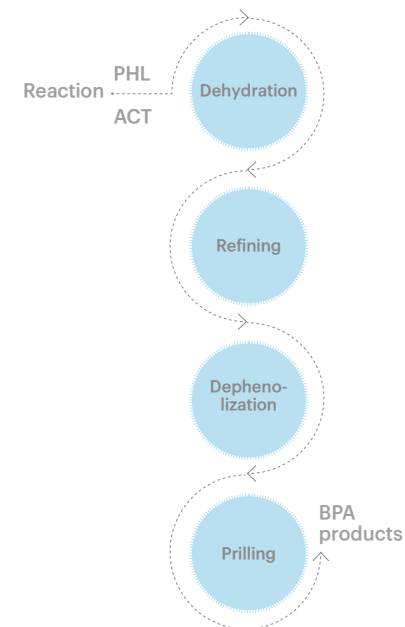 PHL
Reaction
ACT
Dehydration
Refining
Depheno-
lization
BPA
products
Prilling